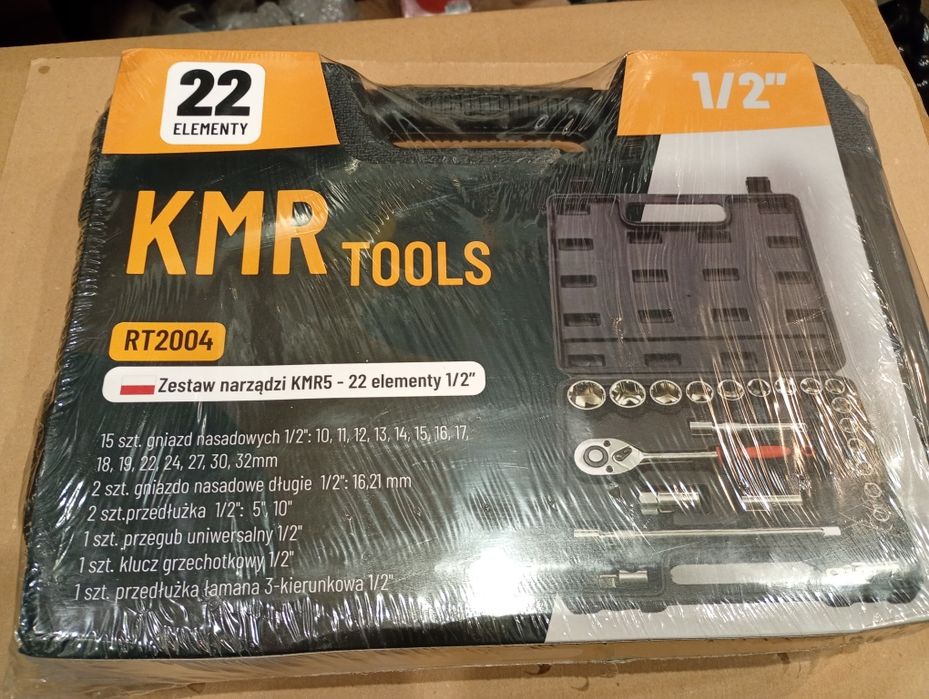 22
ELEMENTY
1/2"
KMR TOOLS
RT2004
Zestaw narządzi KMR5 - 22 elementy 1/2"
15 szt. gniazd nasadowych 1/2": 10, 11, 12, 13, 14, 15, 16, 17,
18, 19, 22, 24, 27, 30, 32mm
2 szt. gniazdo nasadowe długie 1/2": 16,21 mm
2 szt.przedłużka 1/2": 5", 10"
1 szt. przegub uniwersalny 1/2"
1 szt. klucz grzechotkowy 1/2"
1 szt. przedłużka łamana 3-kierunkowa 1/2"